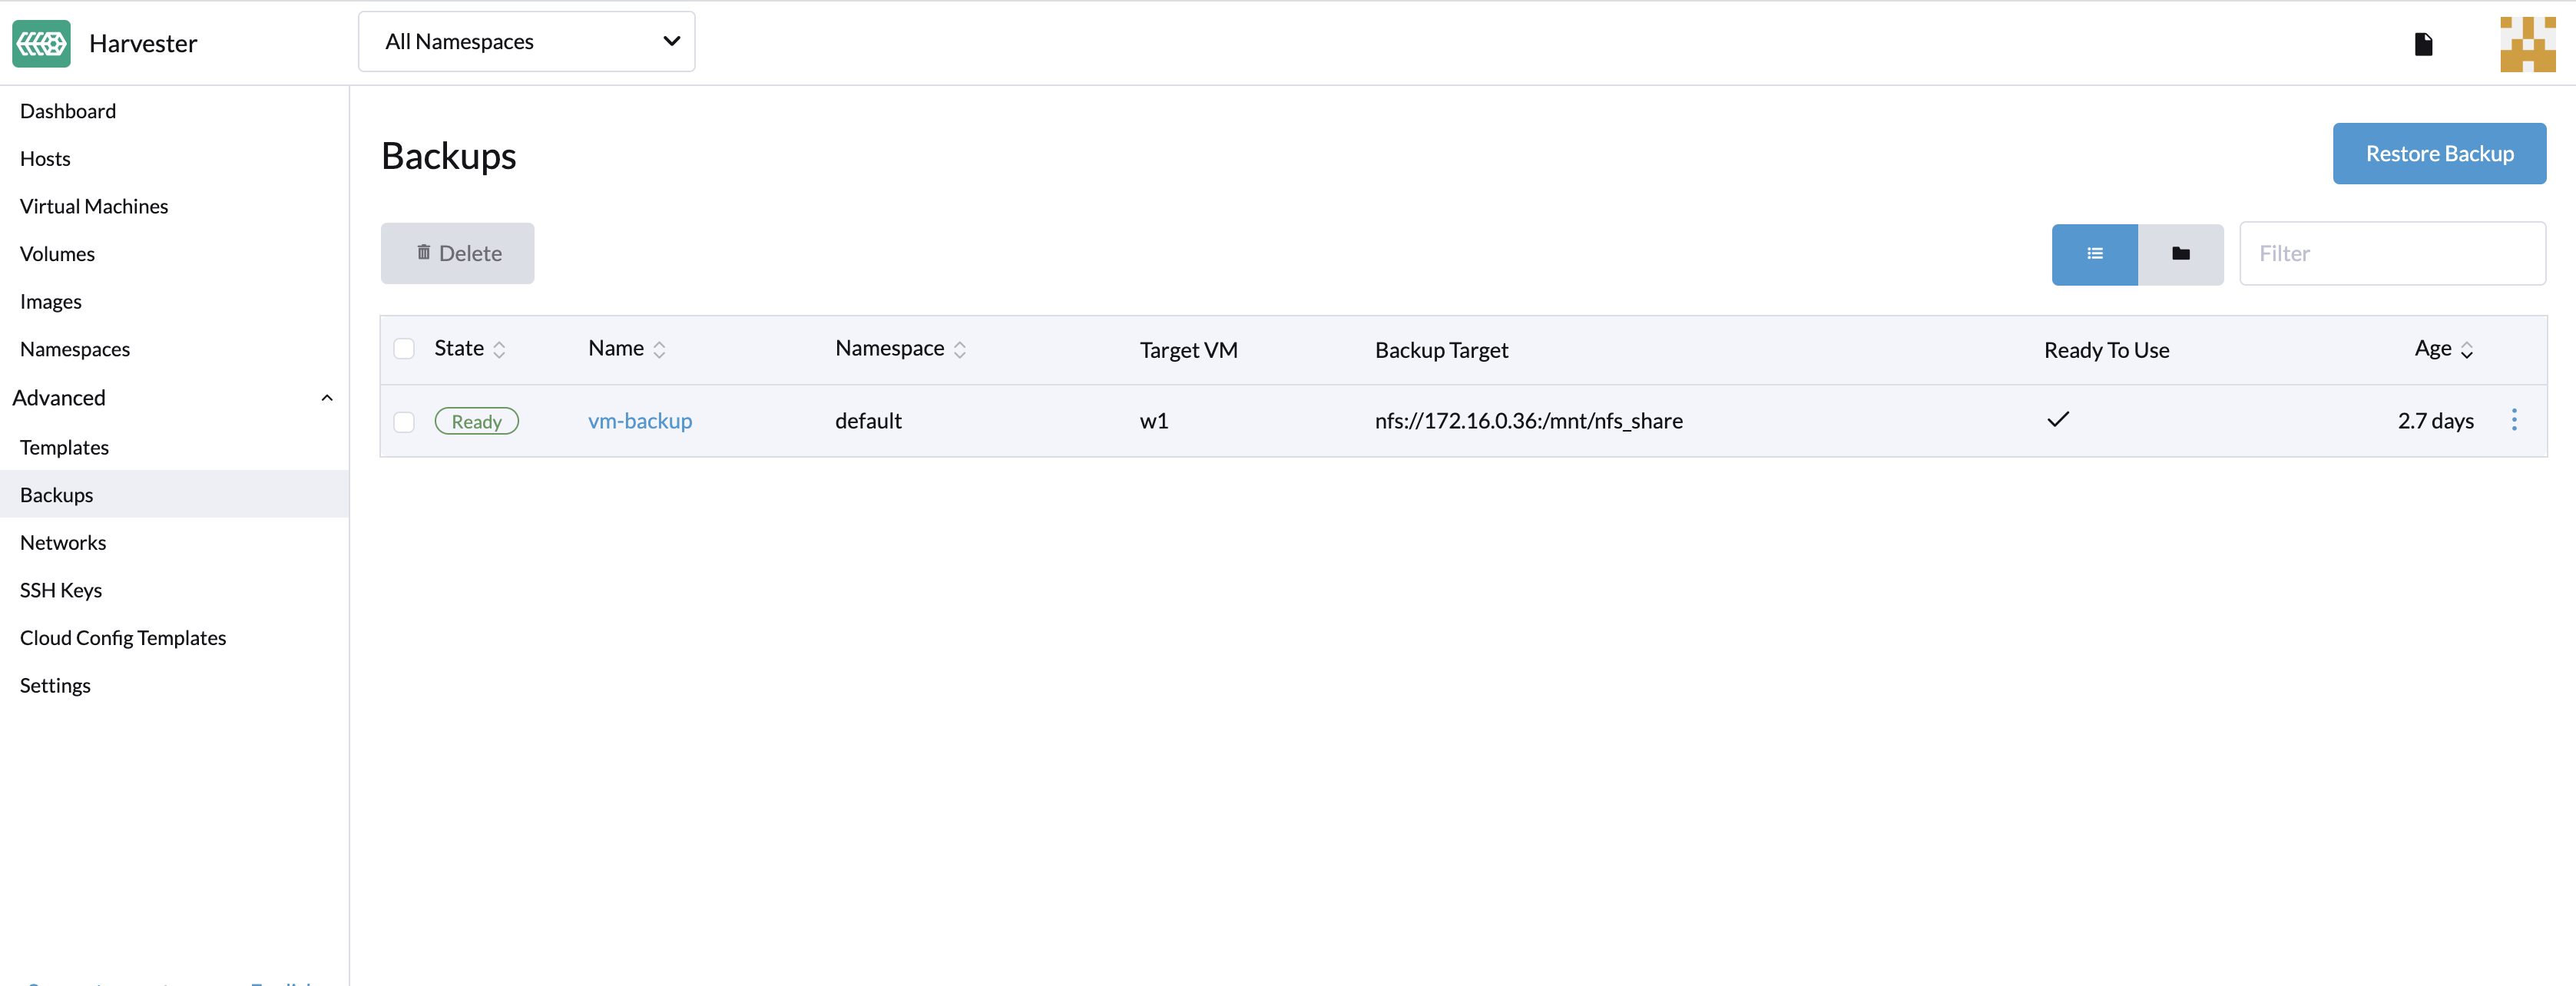 Harvester
All Namespaces
Dashboard
Hosts
Virtual Machines
Volumes
Images
Namespaces
Advanced
Templates
Backups
Networks
SSH Keys
Cloud Config Templates
Settings
Backups
Restore Backup
Delete
Filter
State Name Namespace Target VM Backup Target Ready To Use Age
Ready vm-backup default w1 nfs://172.16.0.36:/mnt/nfs_share 2.7 days